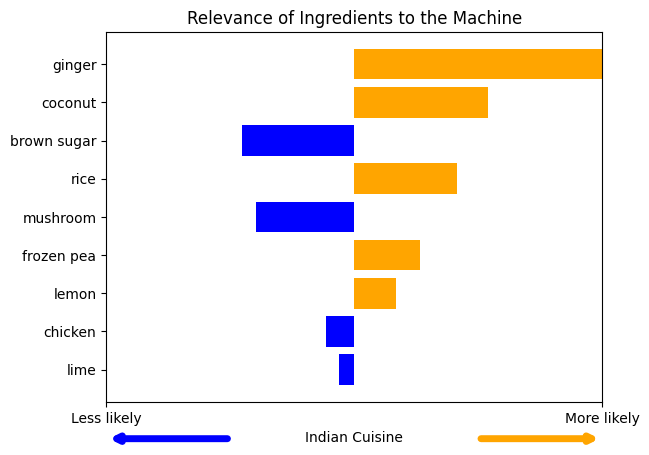 Relevance of Ingredients to the Machine
ginger
coconut
brown sugar
rice
mushroom
frozen pea
lemon
chicken
lime
Less likely
More likely
Indian Cuisine